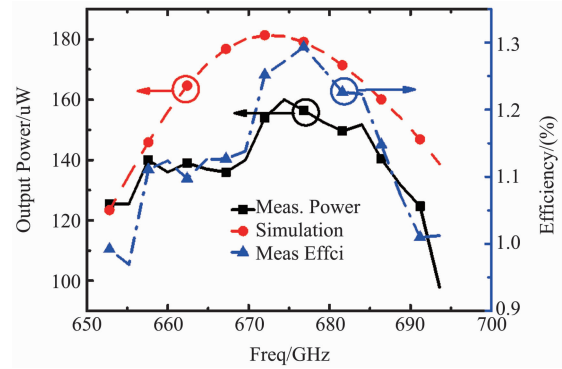 Output Power/uW
180
160
140
120
100
1.3
1.2
1.1
1.0
0.9
Efficiency/(%)
Meas. Power
Simulation
Meas Effci
650
660
670
680
690
700
Freq/GHz